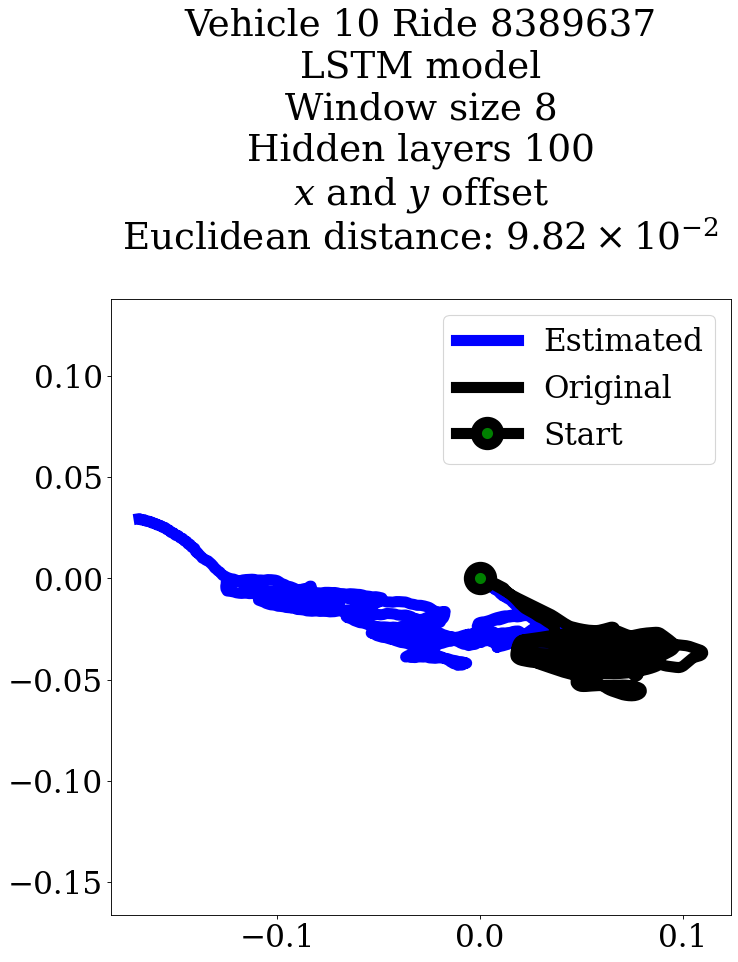 Vehicle 10 Ride 8389637
LSTM model
Window size 8
Hidden layers 100
x and y offset
Euclidean distance: 9.82 × 10⁻²
Estimated
Original
Start
0.10
0.05
0.00
−0.05
−0.10
−0.15
−0.1
0.0
0.1